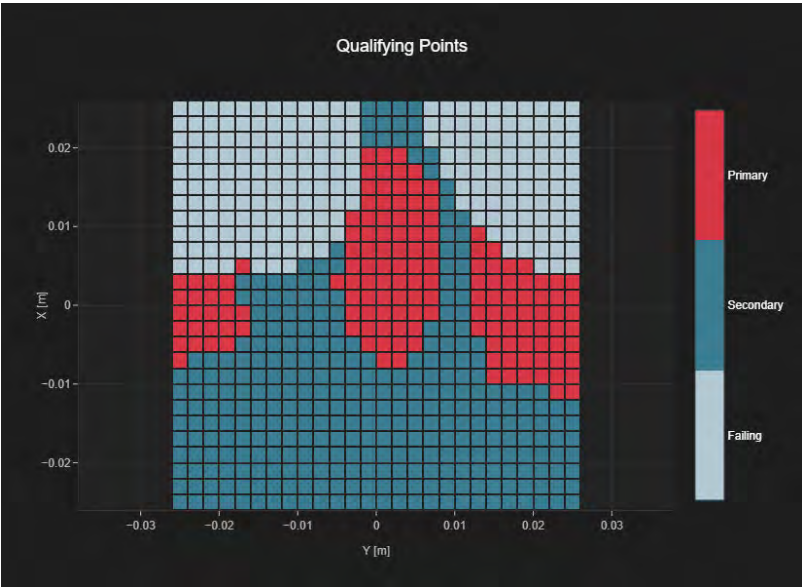 Qualifying Points
0.02
0.01
0
−0.01
−0.02
X [m]
−0.03
−0.02
−0.01
0
0.01
0.02
0.03
Y [m]
Primary
Secondary
Failing